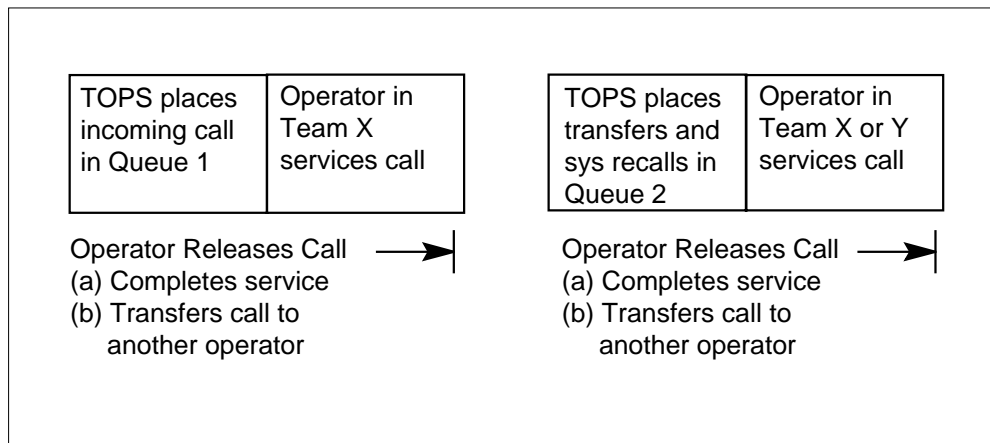 TOPS places
incoming call
in Queue 1
Operator in
Team X
services call
Operator Releases Call
(a) Completes service
(b) Transfers call to
another operator
TOPS places
transfers and
sys recalls in
Queue 2
Operator in
Team X or Y
services call
Operator Releases Call
(a) Completes service
(b) Transfers call to
another operator